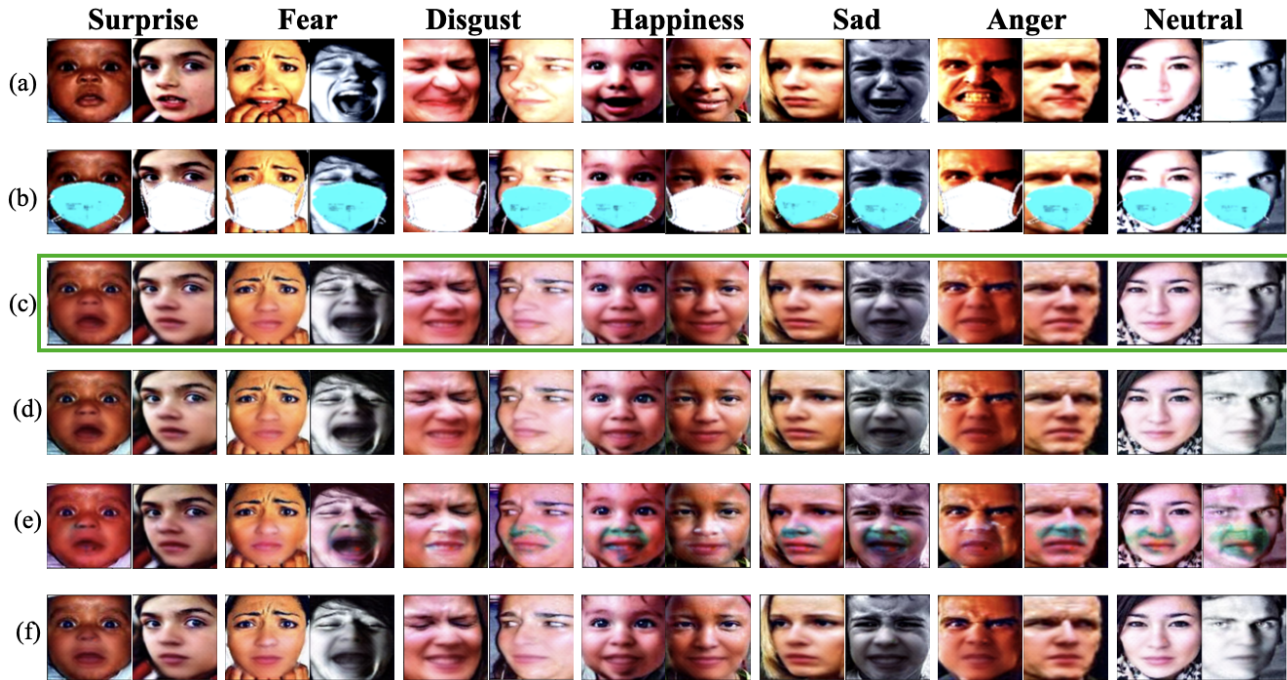 Surprise Fear Disgust Happiness Sad Anger Neutral
(a)
(b)
(c)
(d)
(e)
(f)